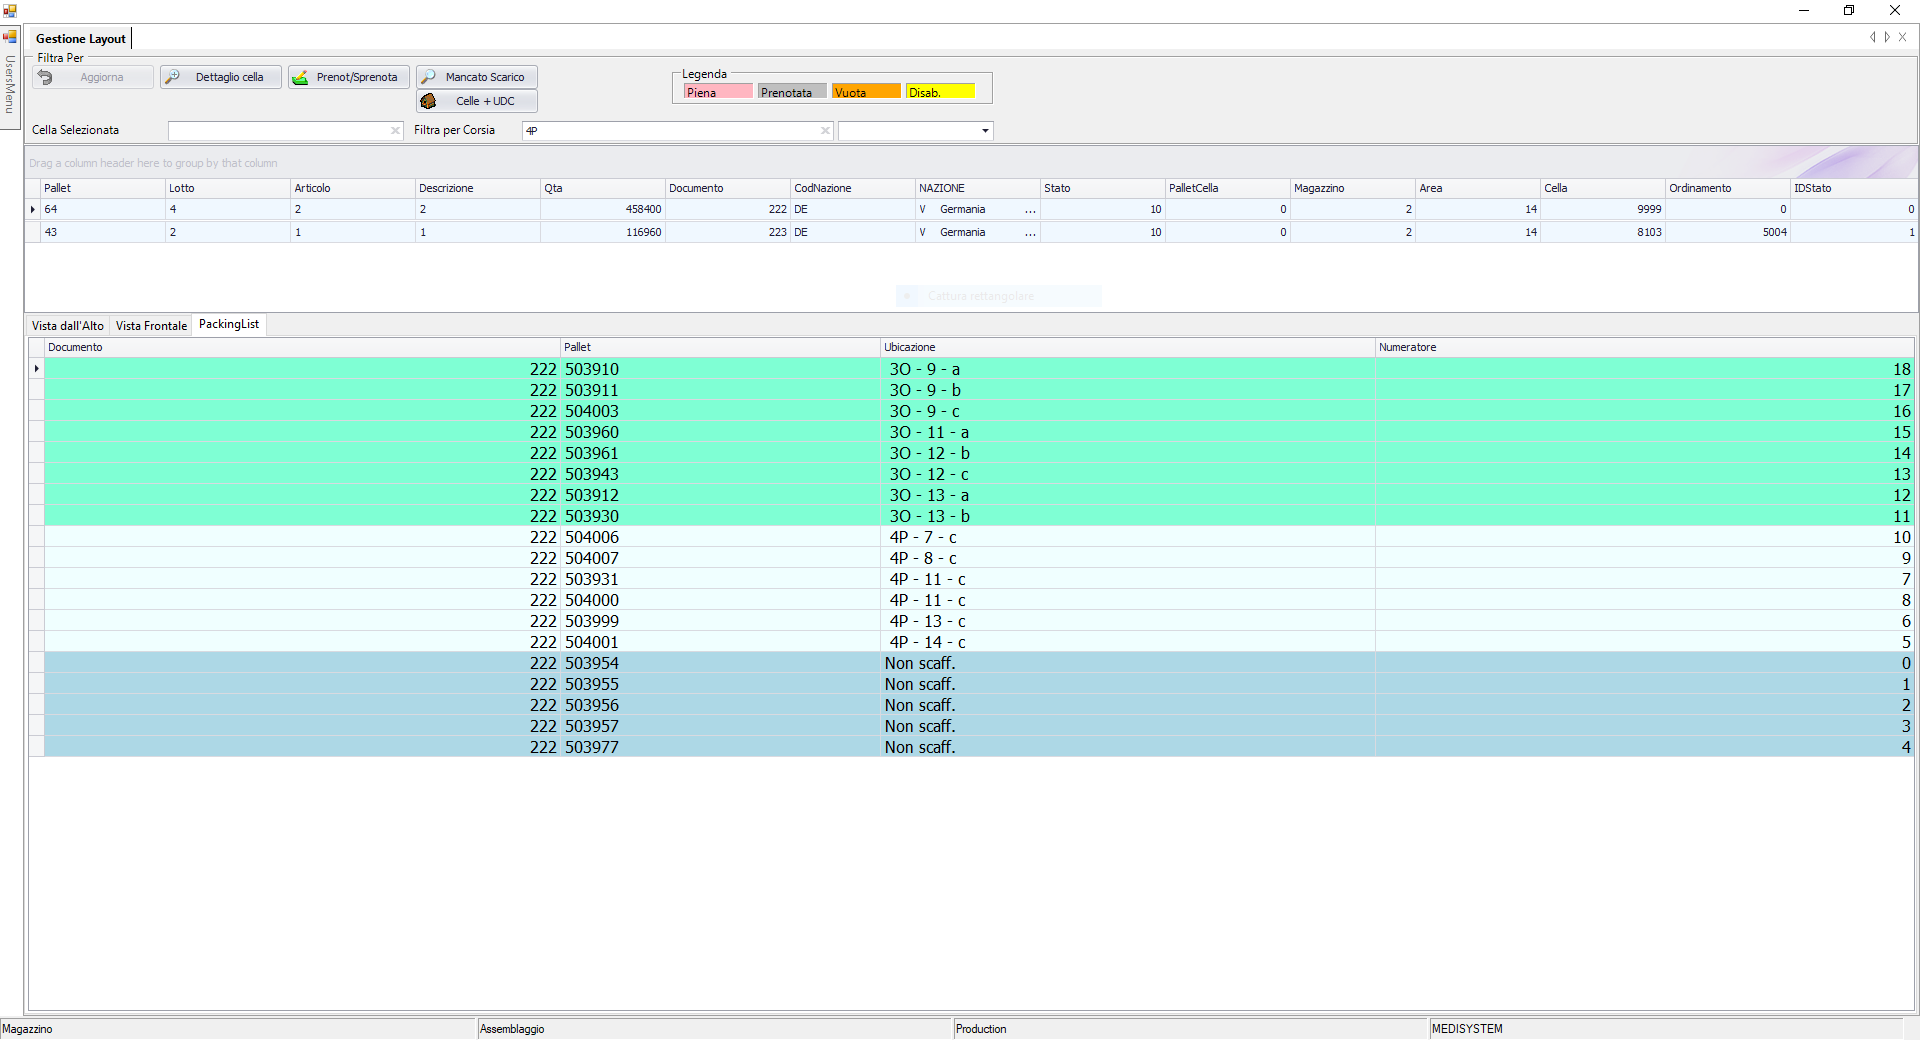 UsersMenu
Gestione Layout
Filtra Per
Aggiorna Dettaglio cella Prenot/Sprenota Mancato Scarico
Celle + UDC
Legenda
Piena Prenotata Vuota Disab.
Cella Selezionata Filtra per Corsia 4P
Drag a column header here to group by that column
Pallet Lotto Articolo Descrizione Qta Documento CodNazione NAZIONE Stato PalletCella Magazzino Area Cella Ordinamento IDStato
64 4 2 2 458400 222 DE V Germania ... 10 0 2 14 9999 0 0
43 2 1 1 116960 223 DE V Germania ... 10 0 2 14 8103 5004 1
Cattura rettangolare
Vista dall'Alto Vista Frontale PackingList
Documento Pallet Ubicazione Numeratore
222 503910 3O - 9 - a 18
222 503911 3O - 9 - b 17
222 504003 3O - 9 - c 16
222 503960 3O - 11 - a 15
222 503961 3O - 12 - b 14
222 503943 3O - 12 - c 13
222 503912 3O - 13 - a 12
222 503930 3O - 13 - b 11
222 504006 4P - 7 - c 10
222 504007 4P - 8 - c 9
222 503931 4P - 11 - c 7
222 504000 4P - 11 - c 8
222 503999 4P - 13 - c 6
222 504001 4P - 14 - c 5
222 503954 Non scaff. 0
222 503955 Non scaff. 1
222 503956 Non scaff. 2
222 503957 Non scaff. 3
222 503977 Non scaff. 4
Magazzino Assemblaggio Production MEDISYSTEM